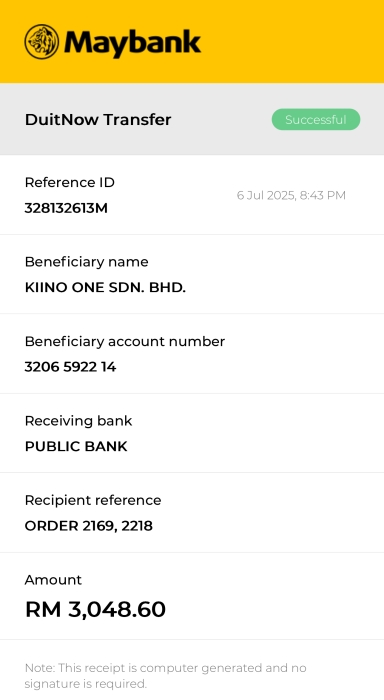 Maybank
DuitNow Transfer
Successful
Reference ID
6 Jul 2025, 8:43 PM
328132613M
Beneficiary name
KIINO ONE SDN. BHD.
Beneficiary account number
3206 5922 14
Receiving bank
PUBLIC BANK
Recipient reference
ORDER 2169, 2218
Amount
RM 3,048.60
Note: This receipt is computer generated and no
signature is required.